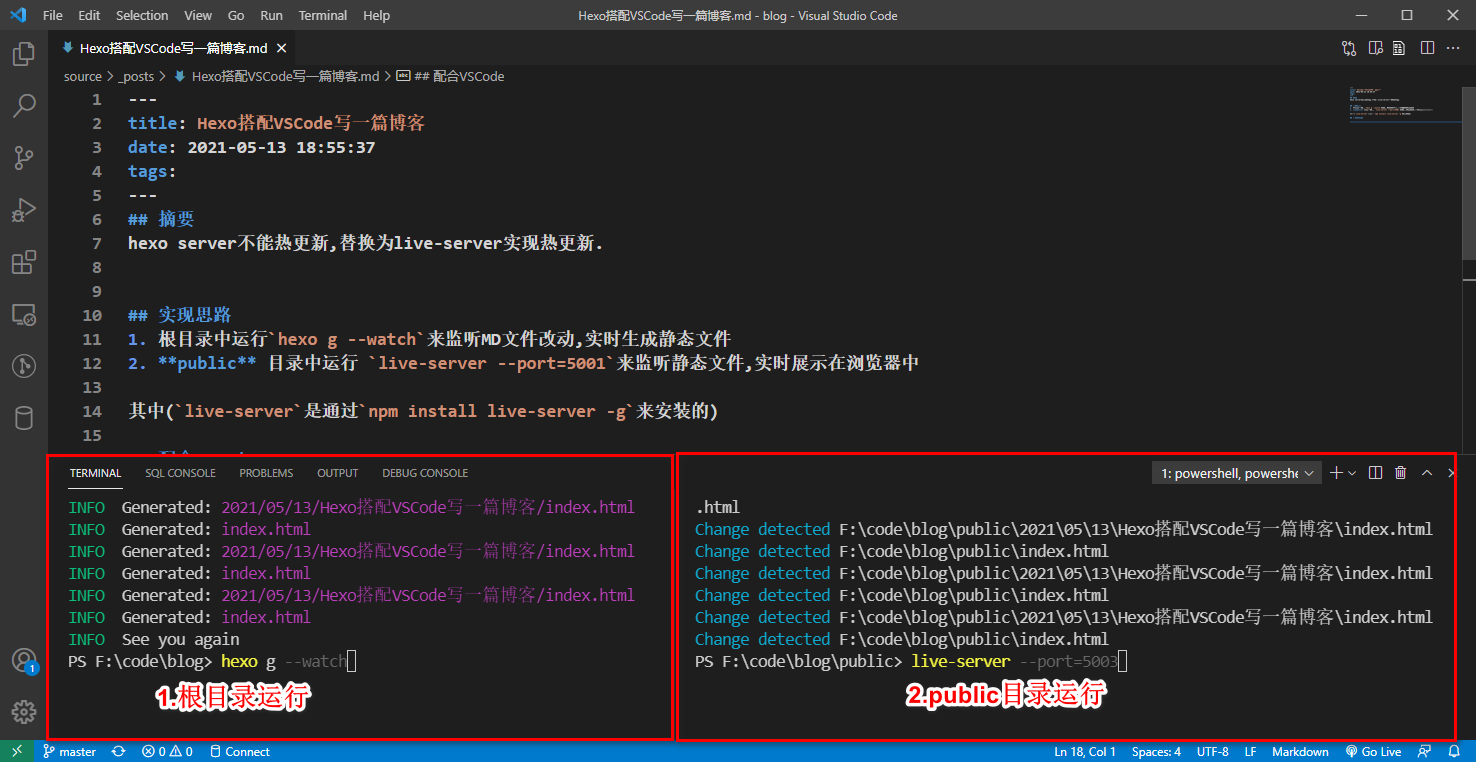 File Edit Selection View Go Run Terminal Help Hexo搭配VSCode写一篇博客.md - blog - Visual Studio Code
Hexo搭配VSCode写一篇博客.md
source > _posts > Hexo搭配VSCode写一篇博客.md > ## 配合VSCode
1 ---
2 title: Hexo搭配VSCode写一篇博客
3 date: 2021-05-13 18:55:37
4 tags:
5 ---
6 ## 摘要
7 hexo server不能热更新,替换为live-server实现热更新.
8
9
10 ## 实现思路
11 1. 根目录中运行`hexo g --watch`来监听MD文件改动,实时生成静态文件
12 2. **public** 目录中运行 `live-server --port=5001`来监听静态文件,实时展示在浏览器中
13
14 其中(`live-server`是通过`npm install live-server -g`来安装的)
15
TERMINAL SQL CONSOLE PROBLEMS OUTPUT DEBUG CONSOLE
INFO Generated: 2021/05/13/Hexo搭配VSCode写一篇博客/index.html
INFO Generated: index.html
INFO Generated: 2021/05/13/Hexo搭配VSCode写一篇博客/index.html
INFO Generated: index.html
INFO Generated: 2021/05/13/Hexo搭配VSCode写一篇博客/index.html
INFO Generated: index.html
INFO See you again
PS F:\code\blog> hexo g --watch
1.根目录运行
1: powershell, powershe
.html
Change detected F:\code\blog\public\2021\05\13\Hexo搭配VSCode写一篇博客\index.html
Change detected F:\code\blog\public\index.html
Change detected F:\code\blog\public\2021\05\13\Hexo搭配VSCode写一篇博客\index.html
Change detected F:\code\blog\public\index.html
Change detected F:\code\blog\public\2021\05\13\Hexo搭配VSCode写一篇博客\index.html
Change detected F:\code\blog\public\index.html
PS F:\code\blog\public> live-server --port=5003
2.public目录运行
1
master 0 0 Connect Ln 18, Col 1 Spaces: 4 UTF-8 LF Markdown Go Live